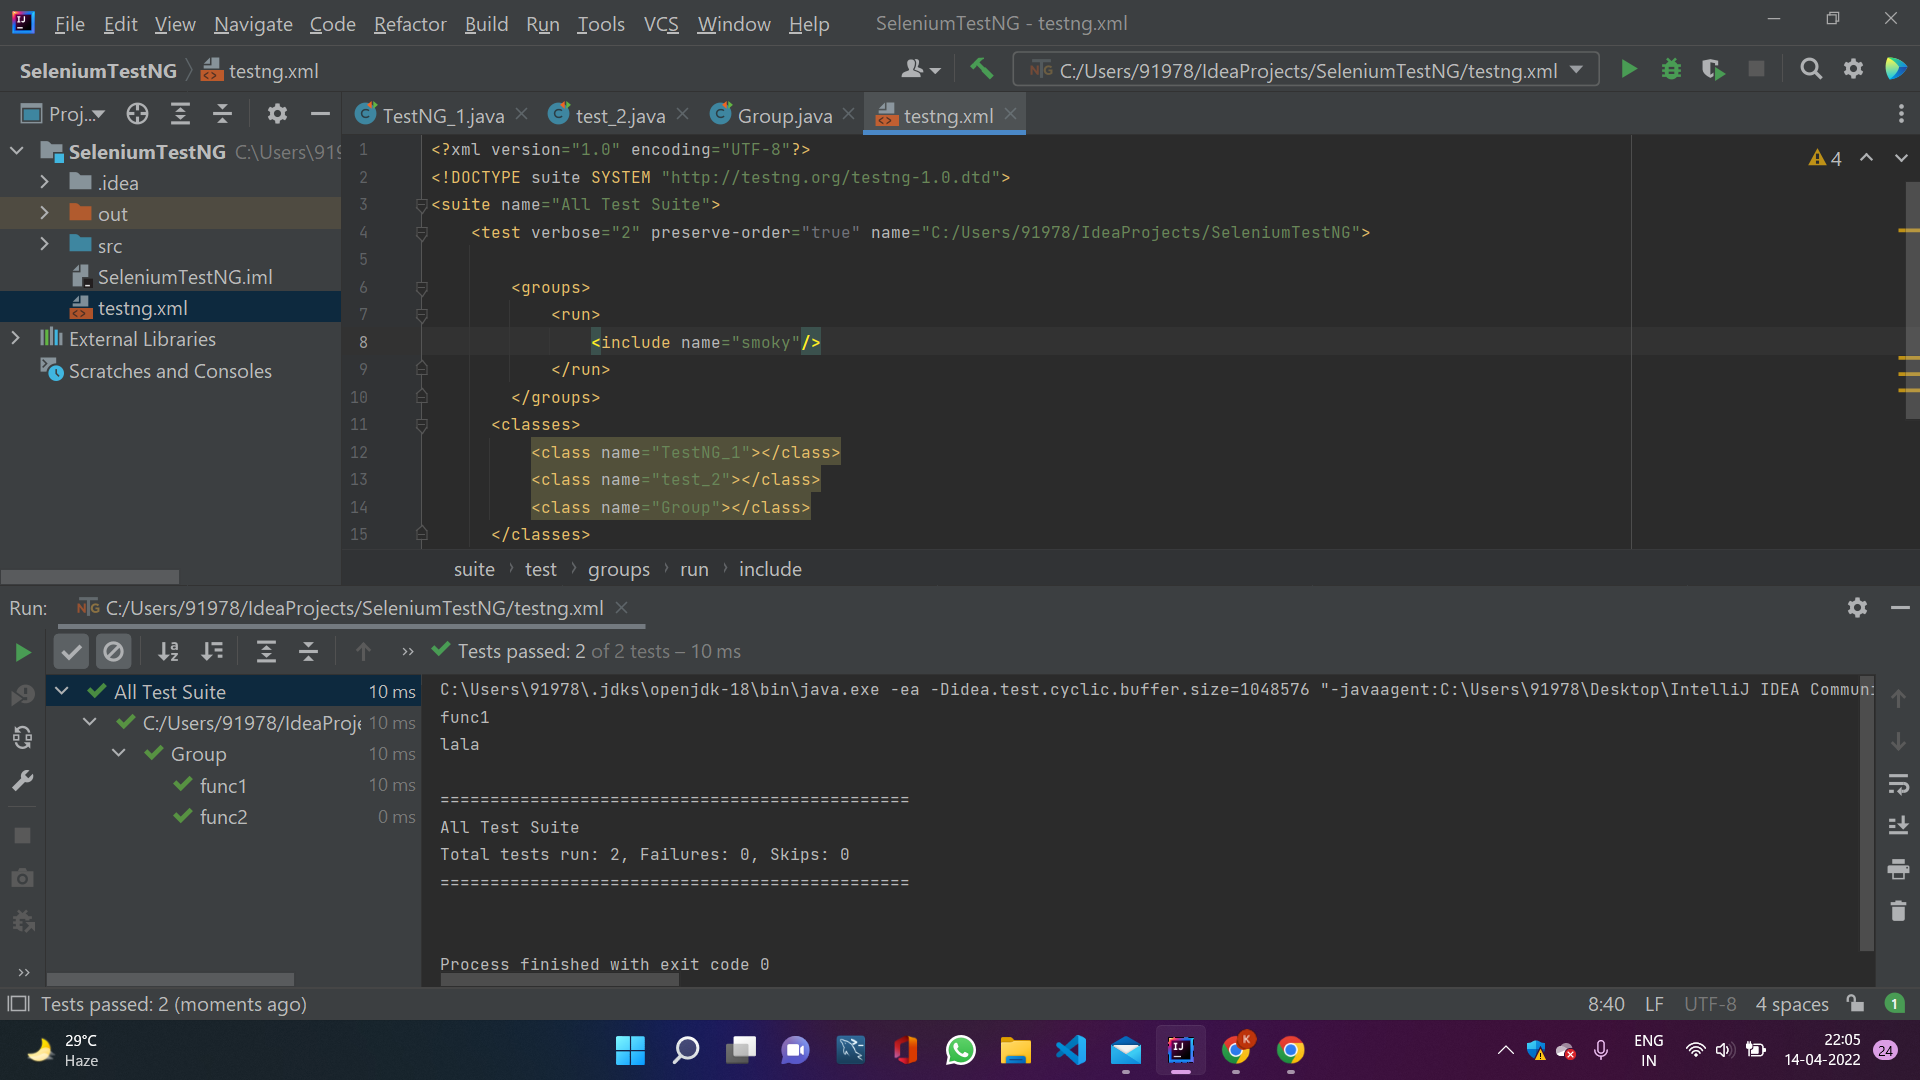 File Edit View Navigate Code Refactor Build Run Tools VCS Window Help SeleniumTestNG - testng.xml
SeleniumTestNG testng.xml
C:/Users/91978/IdeaProjects/SeleniumTestNG/testng.xml
Proj...
TestNG_1.java test_2.java Group.java testng.xml
SeleniumTestNG C:\Users\919
.idea
out
src
SeleniumTestNG.iml
testng.xml
External Libraries
Scratches and Consoles
1 <?xml version="1.0" encoding="UTF-8"?>
2 <!DOCTYPE suite SYSTEM "http://testng.org/testng-1.0.dtd">
3 <suite name="All Test Suite">
4 <test verbose="2" preserve-order="true" name="C:/Users/91978/IdeaProjects/SeleniumTestNG">
5
6 <groups>
7 <run>
8 <include name="smoky"/>
9 </run>
10 </groups>
11 <classes>
12 <class name="TestNG_1"></class>
13 <class name="test_2"></class>
14 <class name="Group"></class>
15 </classes>
4
suite test groups run include
Run: C:/Users/91978/IdeaProjects/SeleniumTestNG/testng.xml
Tests passed: 2 of 2 tests – 10 ms
All Test Suite 10 ms
C:/Users/91978/IdeaProje 10 ms
Group 10 ms
func1 10 ms
func2 0 ms
C:\Users\91978\.jdks\openjdk-18\bin\java.exe -ea -Didea.test.cyclic.buffer.size=1048576 "-javaagent:C:\Users\91978\Desktop\IntelliJ IDEA Communi
func1
lala
===============================================
All Test Suite
Total tests run: 2, Failures: 0, Skips: 0
===============================================
Process finished with exit code 0
Tests passed: 2 (moments ago)
8:40 LF UTF-8 4 spaces 1
29°C
Haze
K
ENG
IN
22:05
14-04-2022
24